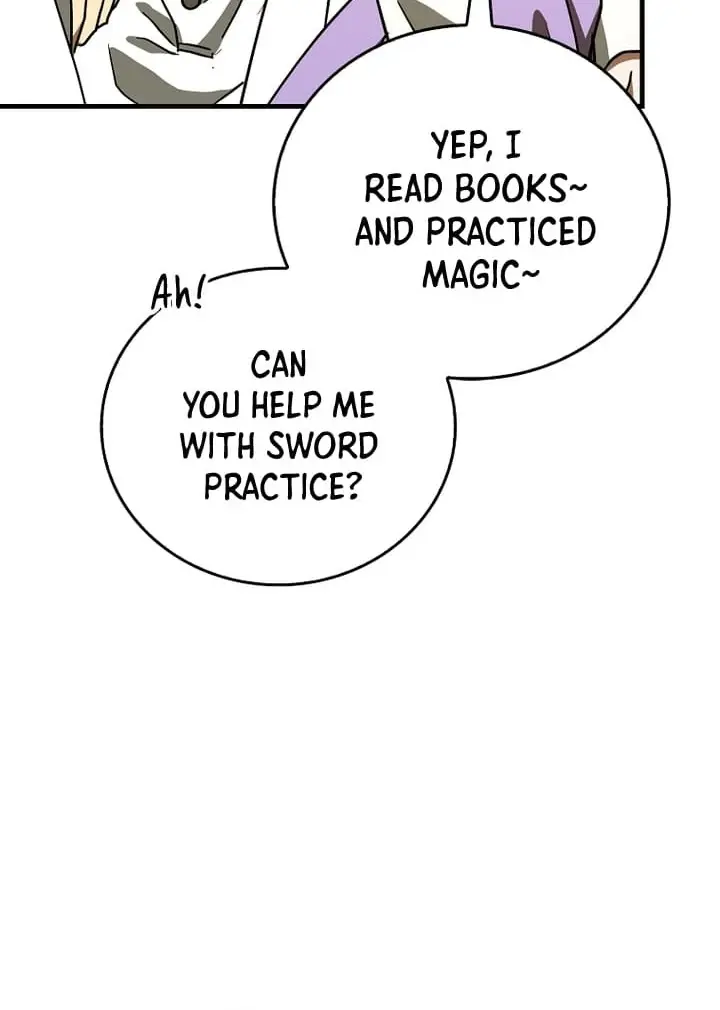 YEP, I
READ BOOKS~
AND PRACTICED
MAGIC~
Ah!
CAN
YOU HELP ME
WITH SWORD
PRACTICE?